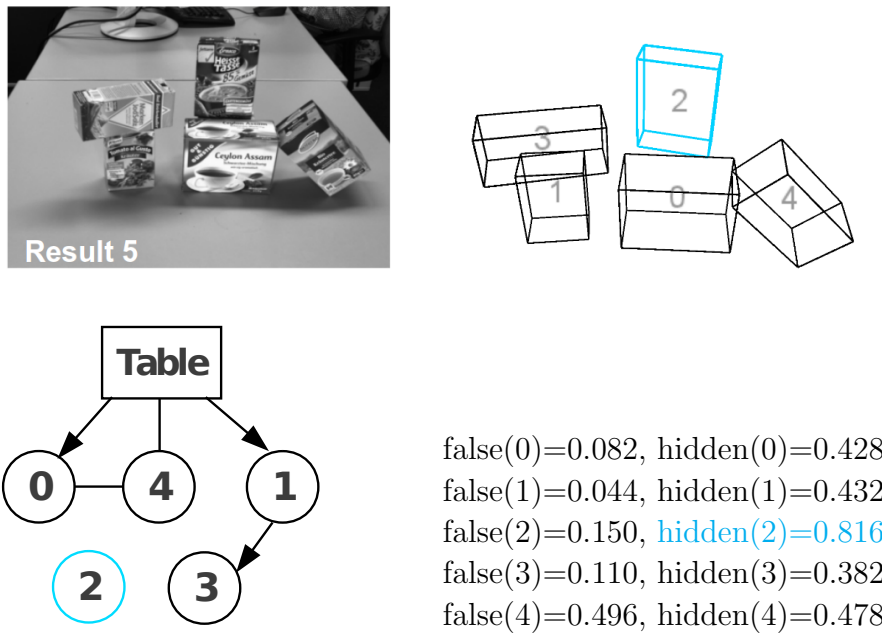 Heisse
Tasse
Ceylon Assam
Result 5
2
3
1
0
4
Table
0
4
1
2
3
false(0)=0.082, hidden(0)=0.428
false(1)=0.044, hidden(1)=0.432
false(2)=0.150, hidden(2)=0.816
false(3)=0.110, hidden(3)=0.382
false(4)=0.496, hidden(4)=0.478